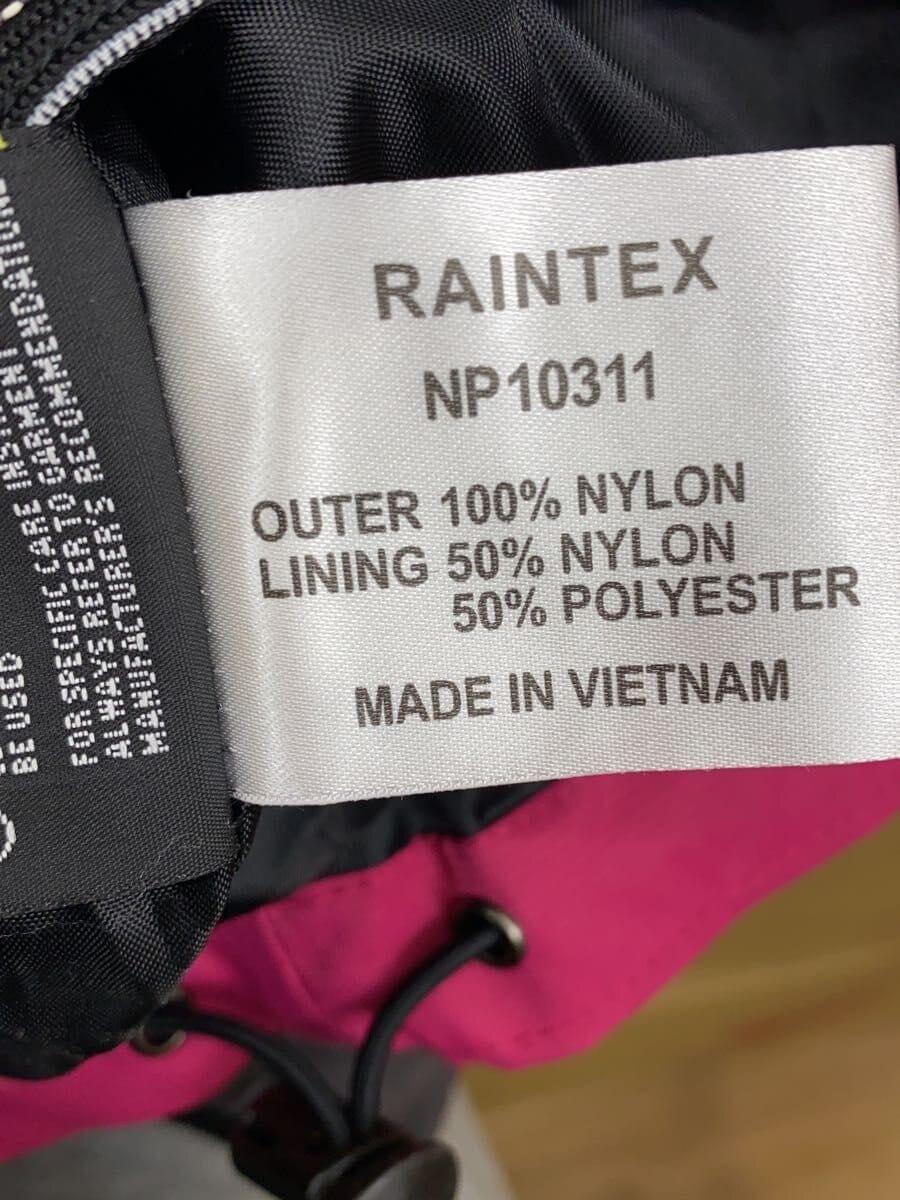 RAINTEX
NP10311
OUTER 100% NYLON
LINING 50% NYLON
50% POLYESTER
MADE IN VIETNAM
BE USED
FOR SPECIFIC CARE
ALWAYS REFER TO GARMENT
MANUFACTURER'S RECOMMENDATION